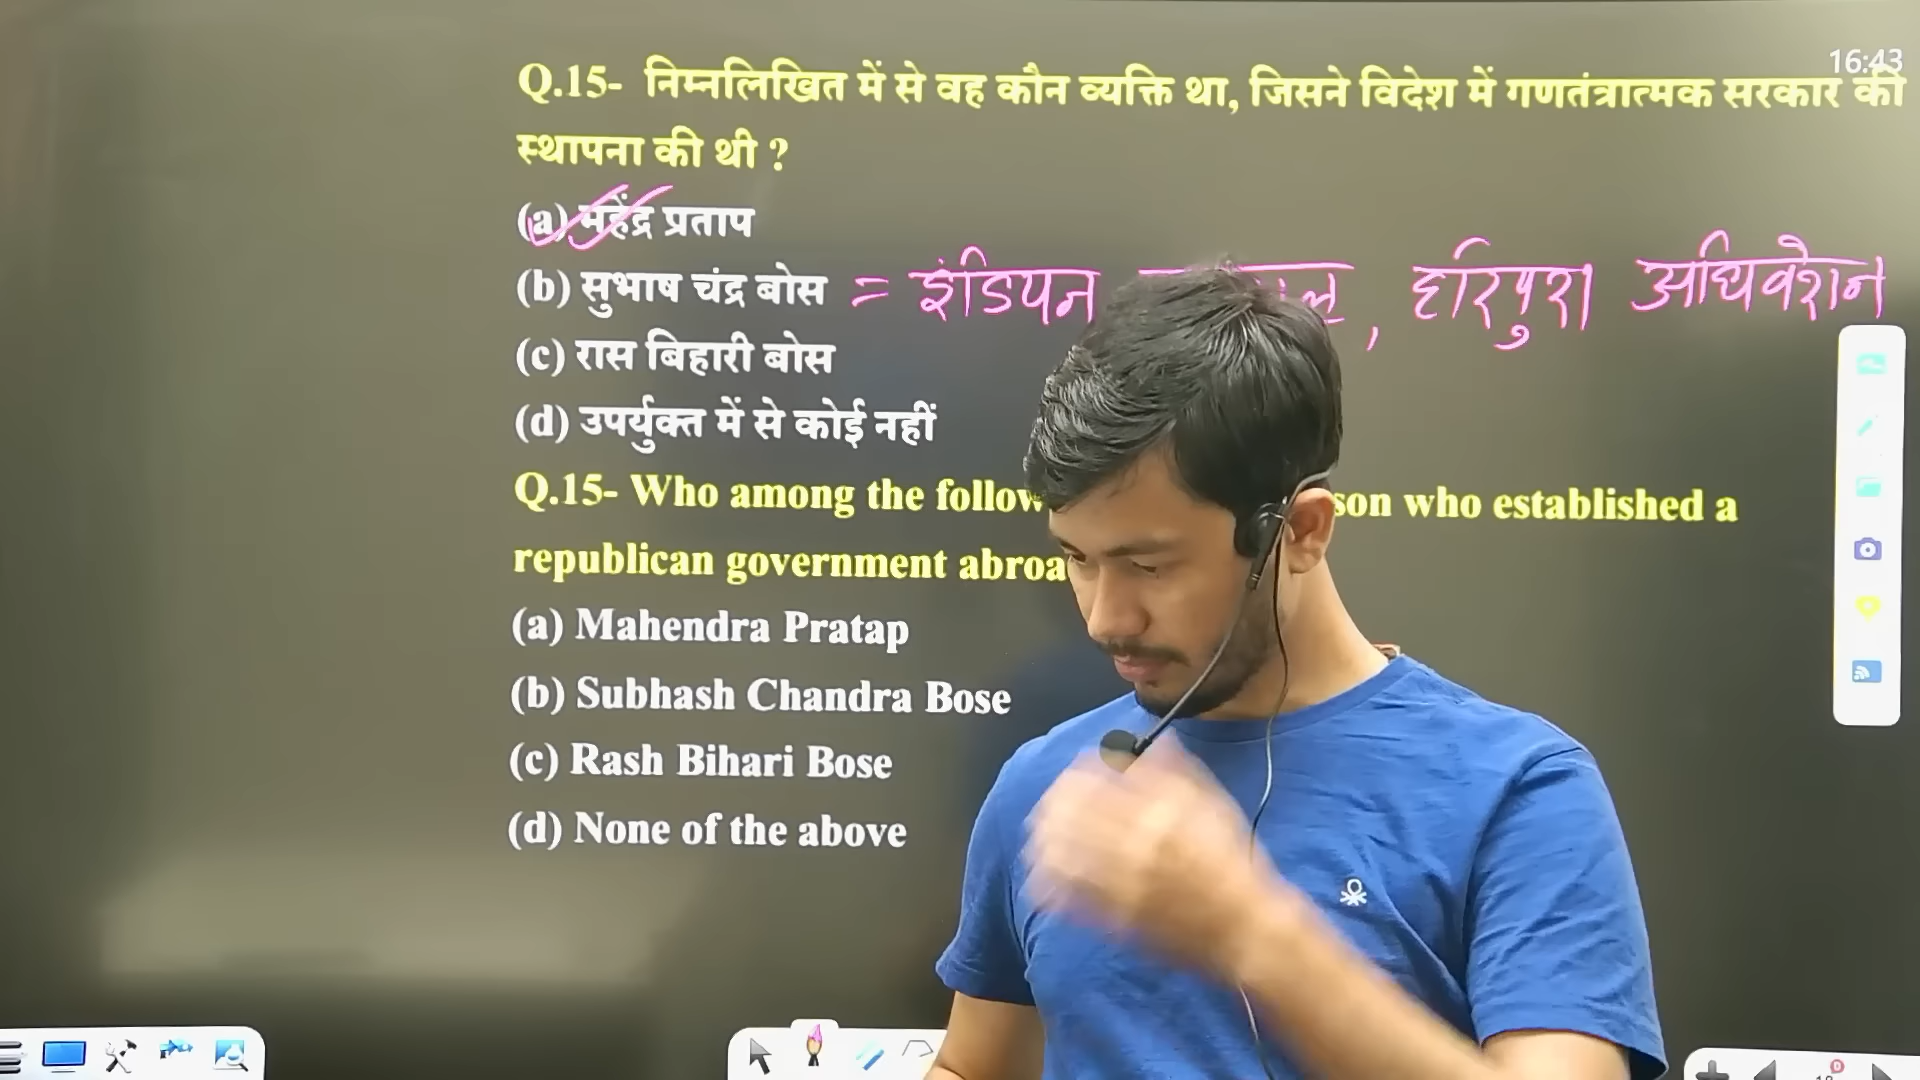 16:43
Q.15- निम्नलिखित में से वह कौन व्यक्ति था, जिसने विदेश में गणतंत्रात्मक सरकार की
स्थापना की थी ?
(a) महेंद्र प्रताप
(b) सुभाष चंद्र बोस = इंडियन , हरिपुरा अधिवेशन
(c) रास बिहारी बोस
(d) उपर्युक्त में से कोई नहीं
Q.15- Who among the follow son who established a
republican government abroa
(a) Mahendra Pratap
(b) Subhash Chandra Bose
(c) Rash Bihari Bose
(d) None of the above